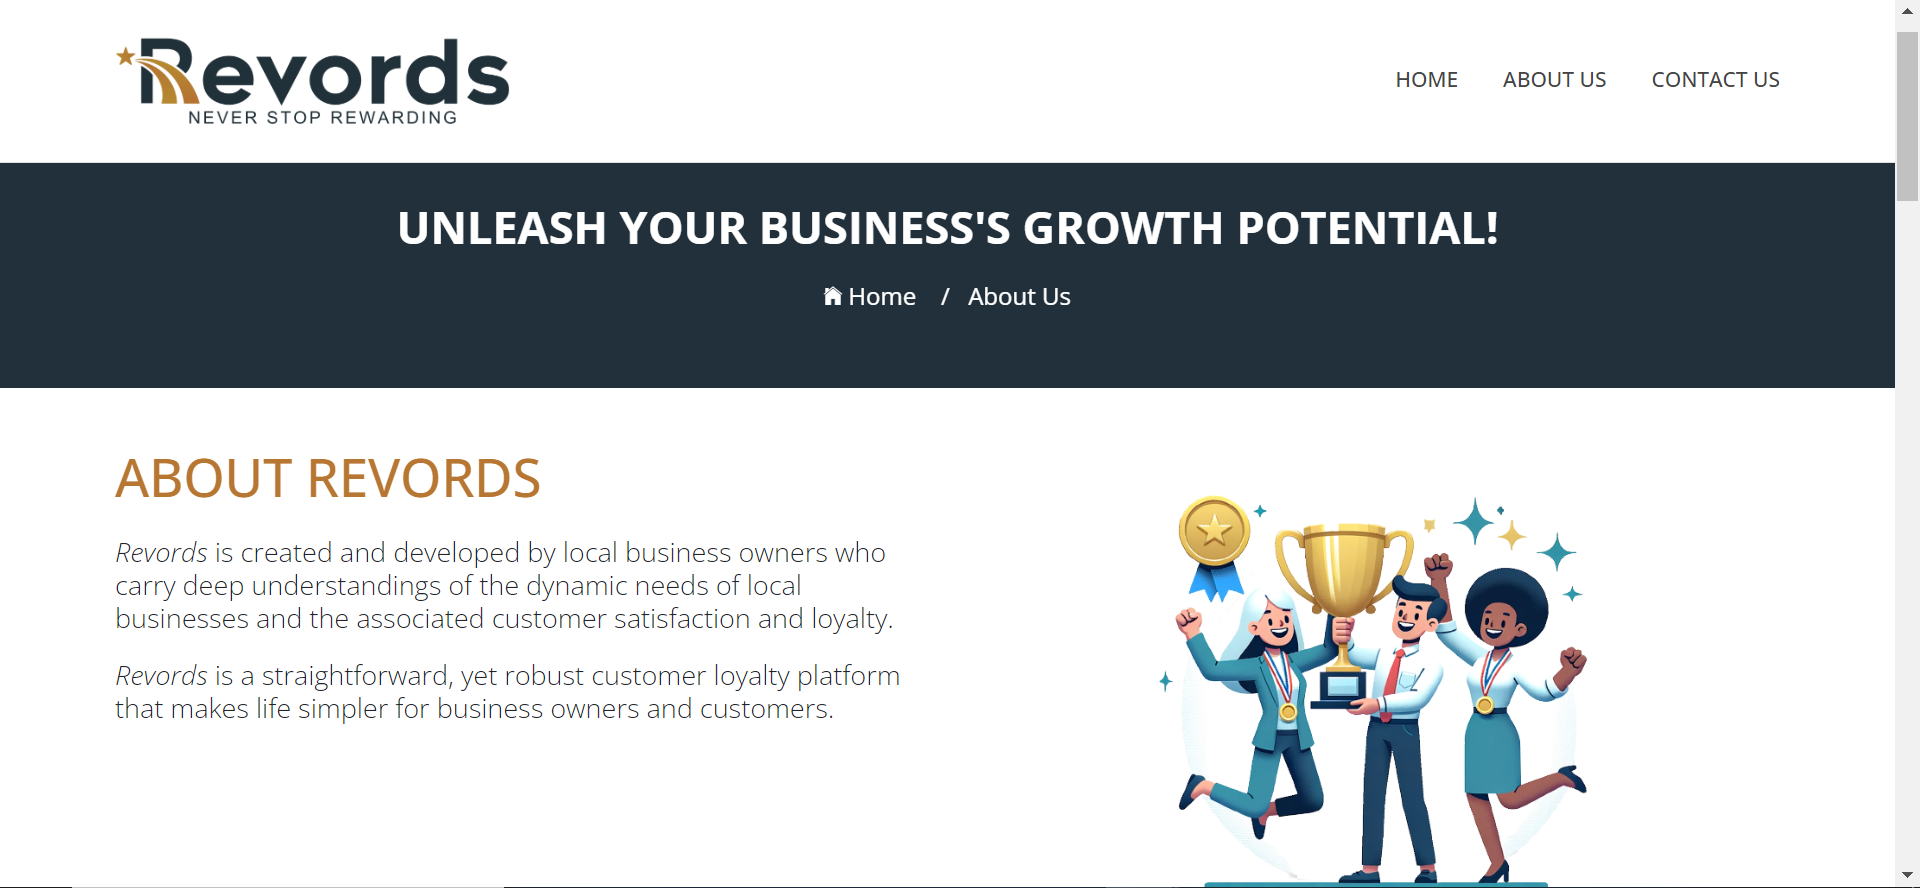 Revords
NEVER STOP REWARDING
HOME ABOUT US CONTACT US
UNLEASH YOUR BUSINESS'S GROWTH POTENTIAL!
Home / About Us
ABOUT REVORDS
Revords is created and developed by local business owners who
carry deep understandings of the dynamic needs of local
businesses and the associated customer satisfaction and loyalty.
Revords is a straightforward, yet robust customer loyalty platform
that makes life simpler for business owners and customers.